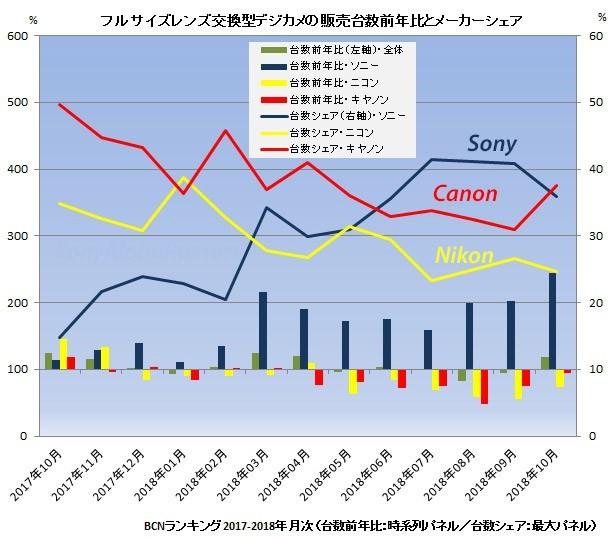 フルサイズレンズ交換型デジカメの販売台数前年比とメーカーシェア
%
%
600
500
400
300
200
100
0
60
50
40
30
20
10
0
台数前年比(左軸)・全体
台数前年比・ソニー
台数前年比・ニコン
台数前年比・キヤノン
台数シェア(右軸)・ソニー
台数シェア・ニコン
台数シェア・キヤノン
Sony
Canon
Nikon
2017年10月
2017年11月
2017年12月
2018年01月
2018年02月
2018年03月
2018年04月
2018年05月
2018年06月
2018年07月
2018年08月
2018年09月
2018年10月
BCNランキング2017-2018年月次(台数前年比:時系列パネル/台数シェア:最大パネル)